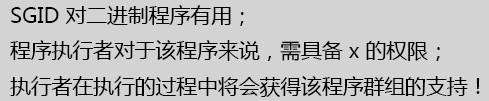 SGID 对二进制程序有用；
程序执行者对于该程序来说，需具备 x 的权限；
执行者在执行的过程中将会获得该程序群组的支持！